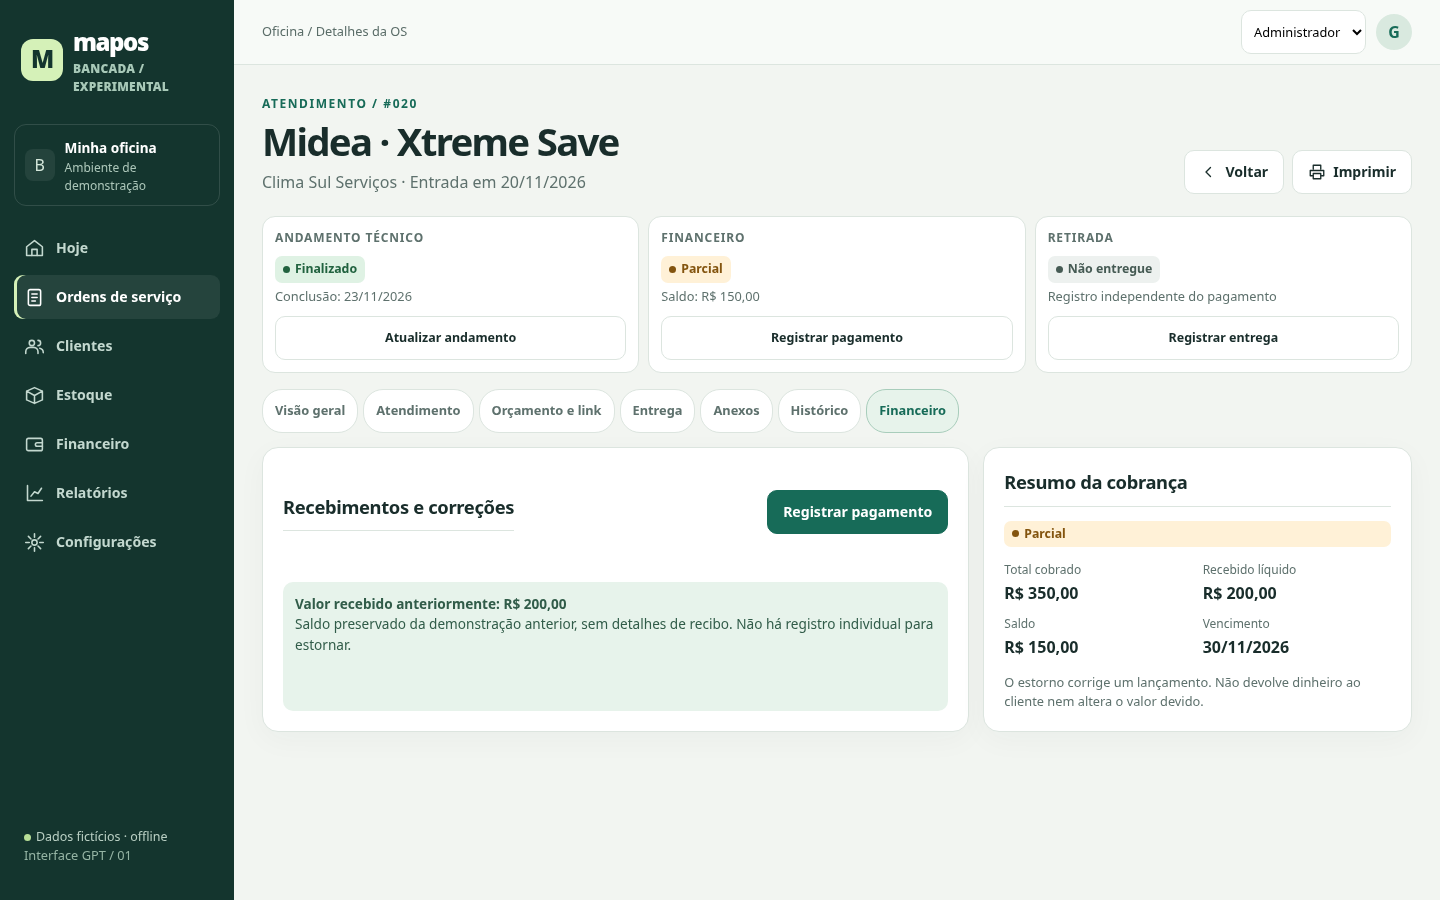 M
mapos
BANCADA /
EXPERIMENTAL
B
Minha oficina
Ambiente de
demonstração
Hoje
Ordens de serviço
Clientes
Estoque
Financeiro
Relatórios
Configurações
Dados fictícios · offline
Interface GPT / 01
Oficina / Detalhes da OS
Administrador
G
ATENDIMENTO / #020
Midea · Xtreme Save
Clima Sul Serviços · Entrada em 20/11/2026
Voltar
Imprimir
ANDAMENTO TÉCNICO
Finalizado
Conclusão: 23/11/2026
Atualizar andamento
FINANCEIRO
Parcial
Saldo: R$ 150,00
Registrar pagamento
RETIRADA
Não entregue
Registro independente do pagamento
Registrar entrega
Visão geral
Atendimento
Orçamento e link
Entrega
Anexos
Histórico
Financeiro
Recebimentos e correções
Registrar pagamento
Valor recebido anteriormente: R$ 200,00
Saldo preservado da demonstração anterior, sem detalhes de recibo. Não há registro individual para
estornar.
Resumo da cobrança
Parcial
Total cobrado
R$ 350,00
Recebido líquido
R$ 200,00
Saldo
R$ 150,00
Vencimento
30/11/2026
O estorno corrige um lançamento. Não devolve dinheiro ao
cliente nem altera o valor devido.